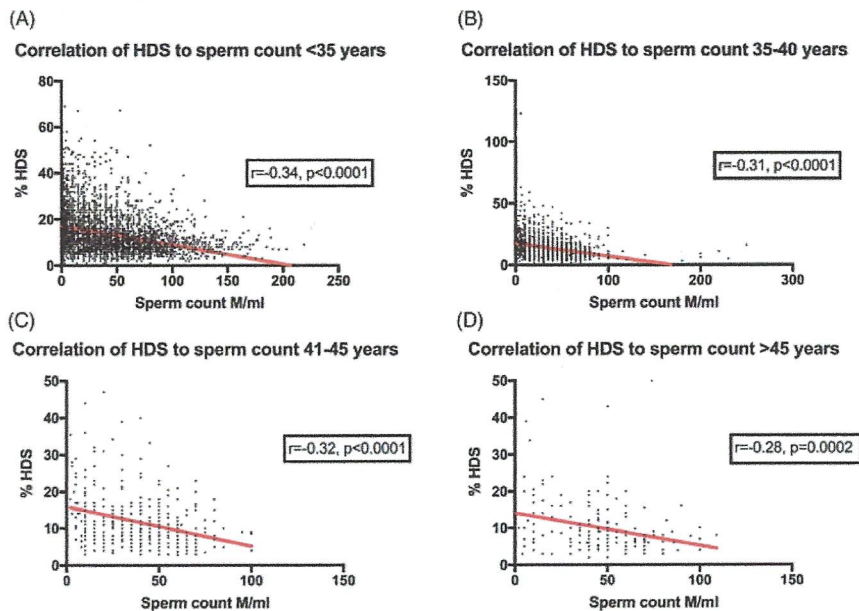 (A)
Correlation of HDS to sperm count <35 years
80
60
40
20
0
% HDS
r=-0.34, p<0.0001
0 50 100 150 200 250
Sperm count M/ml
(B)
Correlation of HDS to sperm count 35-40 years
150
100
50
0
% HDS
r=-0.31, p<0.0001
0 100 200 300
Sperm count M/ml
(C)
Correlation of HDS to sperm count 41-45 years
50
40
30
20
10
0
% HDS
r=-0.32, p<0.0001
0 50 100 150
Sperm count M/ml
(D)
Correlation of HDS to sperm count >45 years
50
40
30
20
10
0
% HDS
r=-0.28, p=0.0002
0 50 100 150
Sperm count M/ml